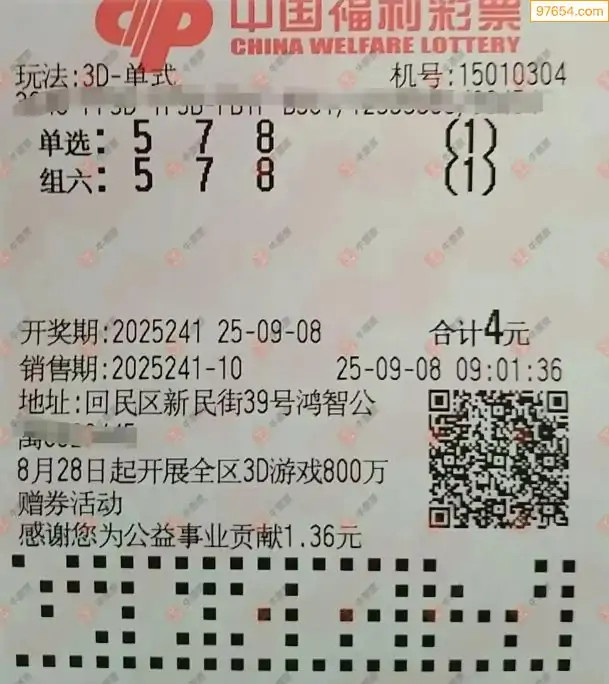 97654.com
中国福利彩票
CHINA WELFARE LOTTERY
玩法:3D-单式 机号:15010304
单选: 5 7 8 (1)
组六: 5 7 8 (1)
开奖期:2025241 25-09-08 合计4元
销售期:2025241-10 25-09-08 09:01:36
地址:回民区新民街39号鸿智公
8月28日起开展全区3D游戏800万
赠券活动
感谢您为公益事业贡献1.36元